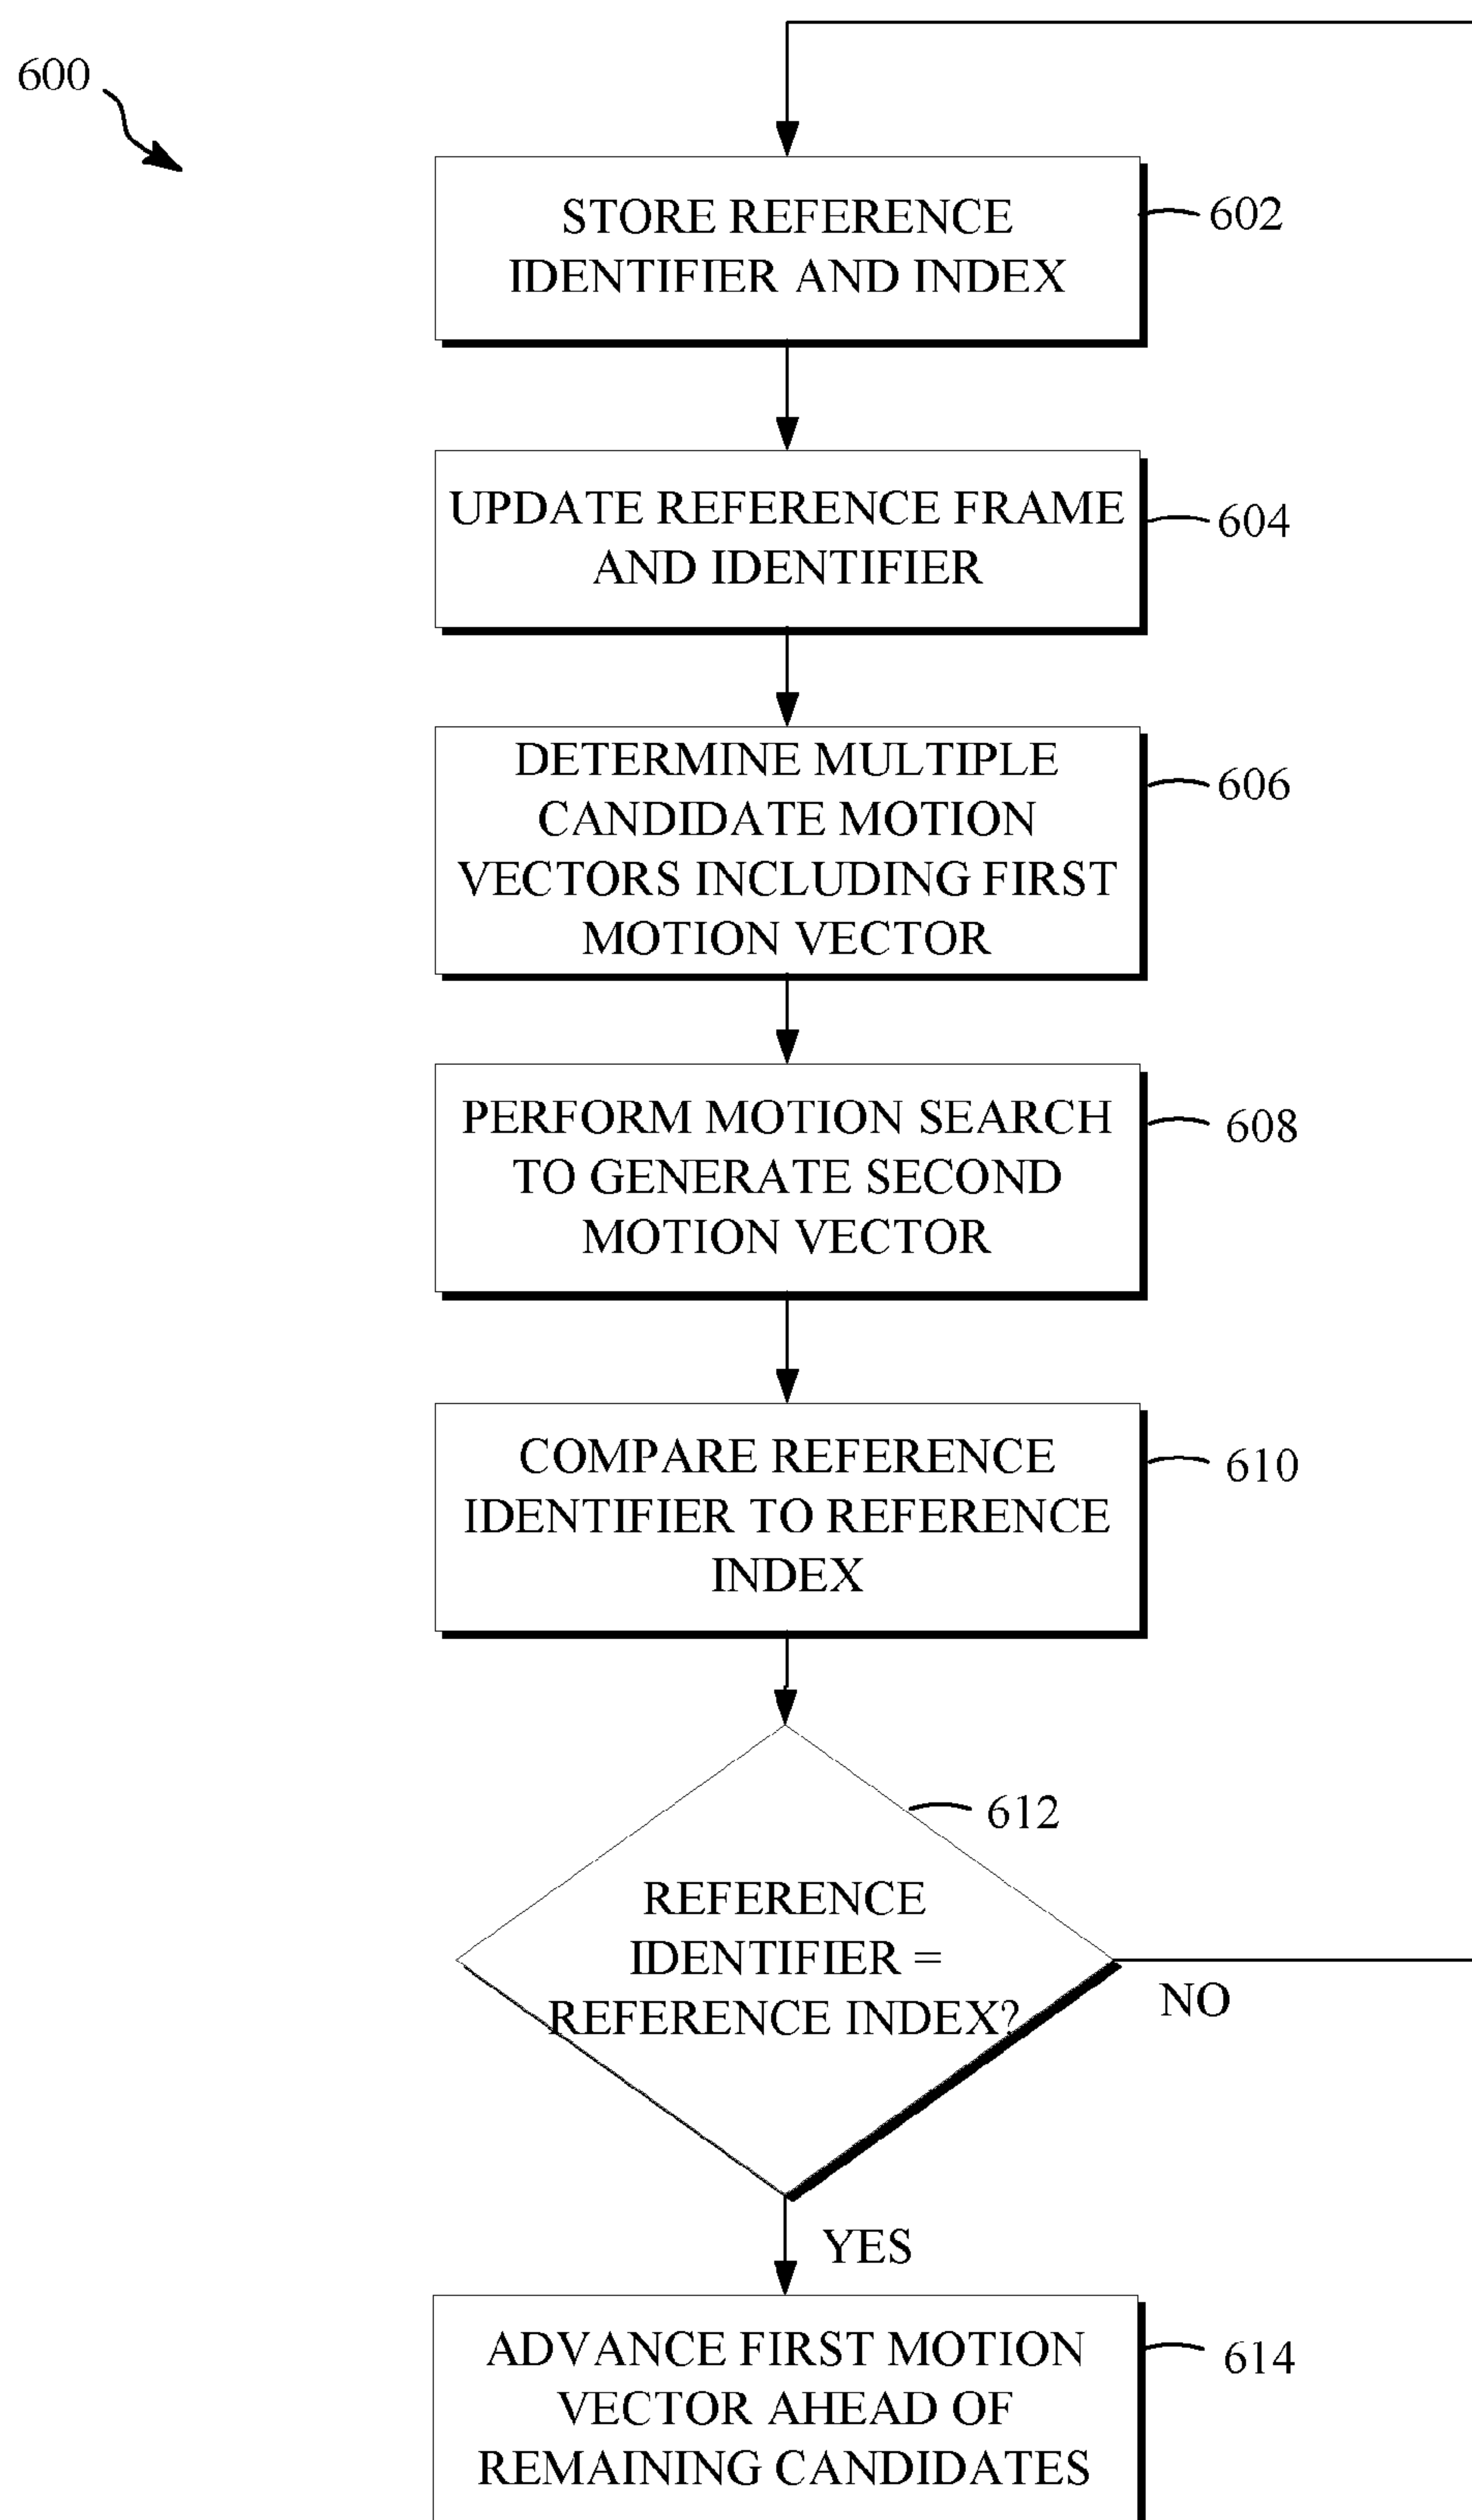 600
STORE REFERENCE
IDENTIFIER AND INDEX
602
UPDATE REFERENCE FRAME
AND IDENTIFIER
604
DETERMINE MULTIPLE
CANDIDATE MOTION
VECTORS INCLUDING FIRST
MOTION VECTOR
606
PERFORM MOTION SEARCH
TO GENERATE SECOND
MOTION VECTOR
608
COMPARE REFERENCE
IDENTIFIER TO REFERENCE
INDEX
610
612
REFERENCE
IDENTIFIER =
REFERENCE INDEX?
NO
YES
ADVANCE FIRST MOTION
VECTOR AHEAD OF
REMAINING CANDIDATES
614